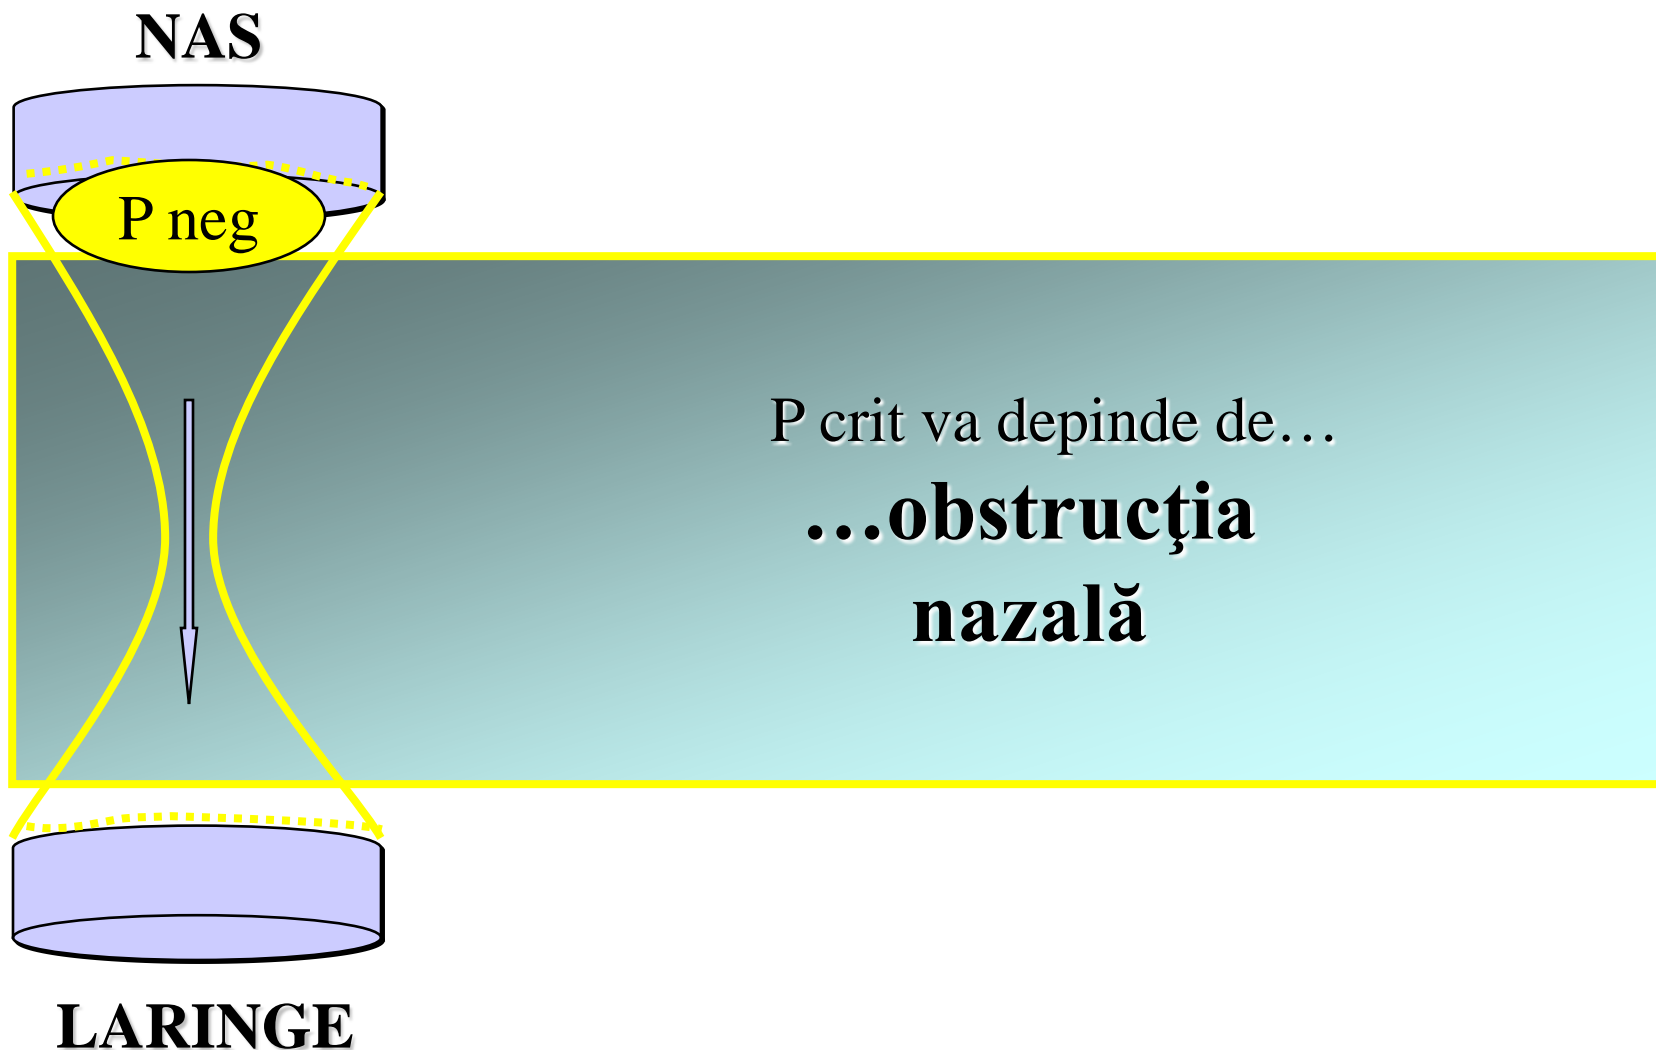 NAS
P neg
P crit va depinde de…
…obstrucţia
nazală
LARINGE